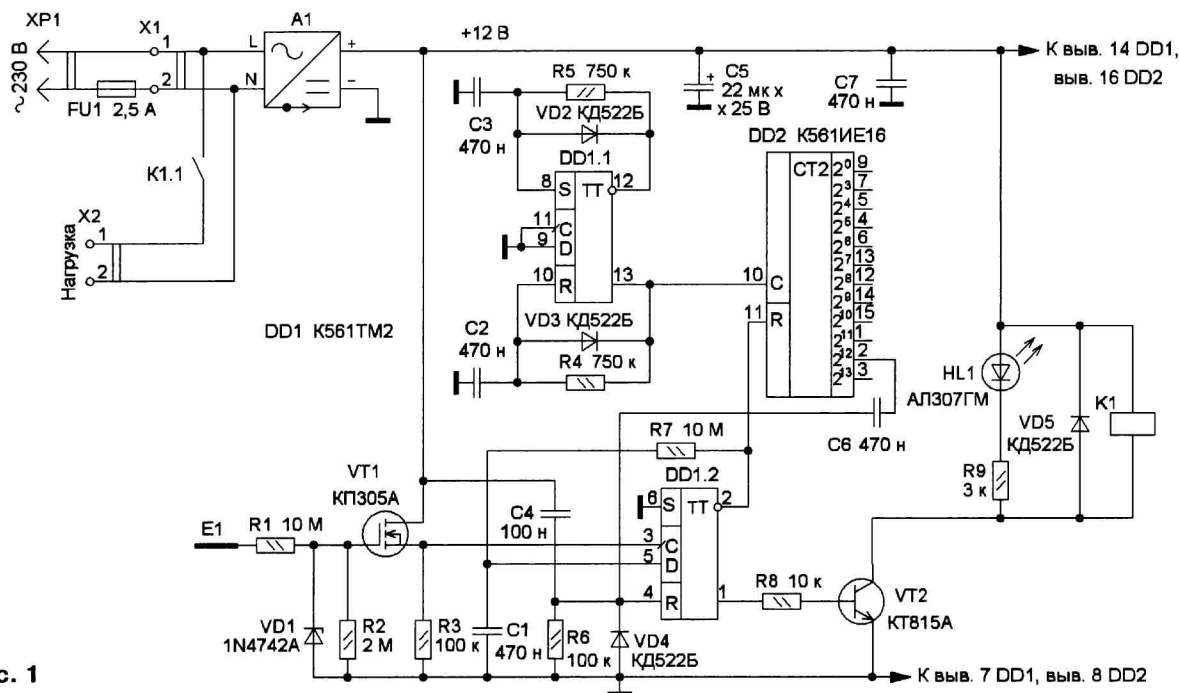 XP1
X1
1
2
~230 В
FU1 2,5 А
L
N
A1
+
–
+12 В
К выв. 14 DD1,
выв. 16 DD2
K1.1
X2
1
2
Нагрузка
DD1 К561ТМ2
R5 750 к
VD2 КД522Б
C3
470 н
DD1.1
8
S
TT
12
11
C
9
D
10
R
13
VD3 КД522Б
C2
470 н
R4 750 к
+
C5
22 мк х
х 25 В
C7
470 н
DD2 К561ИЕ16
10
C
11
R
CT2
2⁰ 9
2³ 7
2⁴ 5
2⁵ 4
2⁶ 6
2⁷ 13
2⁸ 12
2⁹ 14
2¹⁰ 15
2¹¹ 1
2¹² 2
2¹³ 3
C6 470 н
HL1
АЛ307ГМ
VD5
КД522Б
K1
R9
3 к
R7 10 М
DD1.2
6
S
TT
2
3
C
5
D
4
R
1
VT1
КП305А
C4
100 н
E1
R1 10 М
R8 10 к
VT2
КТ815А
VD1
1N4742A
R2
2 М
R3
100 к
C1
470 н
R6
100 к
VD4
КД522Б
с. 1
К выв. 7 DD1, выв. 8 DD2